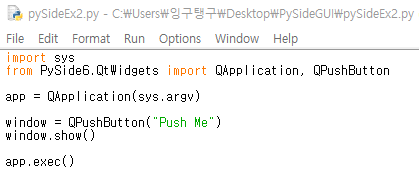 pySideEx2.py - C:₩Users₩잉구탱구₩Desktop₩PySideGUI₩pySideEx2.py
File Edit Format Run Options Window Help
import sys
from PySide6.QtWidgets import QApplication, QPushButton
app = QApplication(sys.argv)
window = QPushButton("Push Me")
window.show()
app.exec()